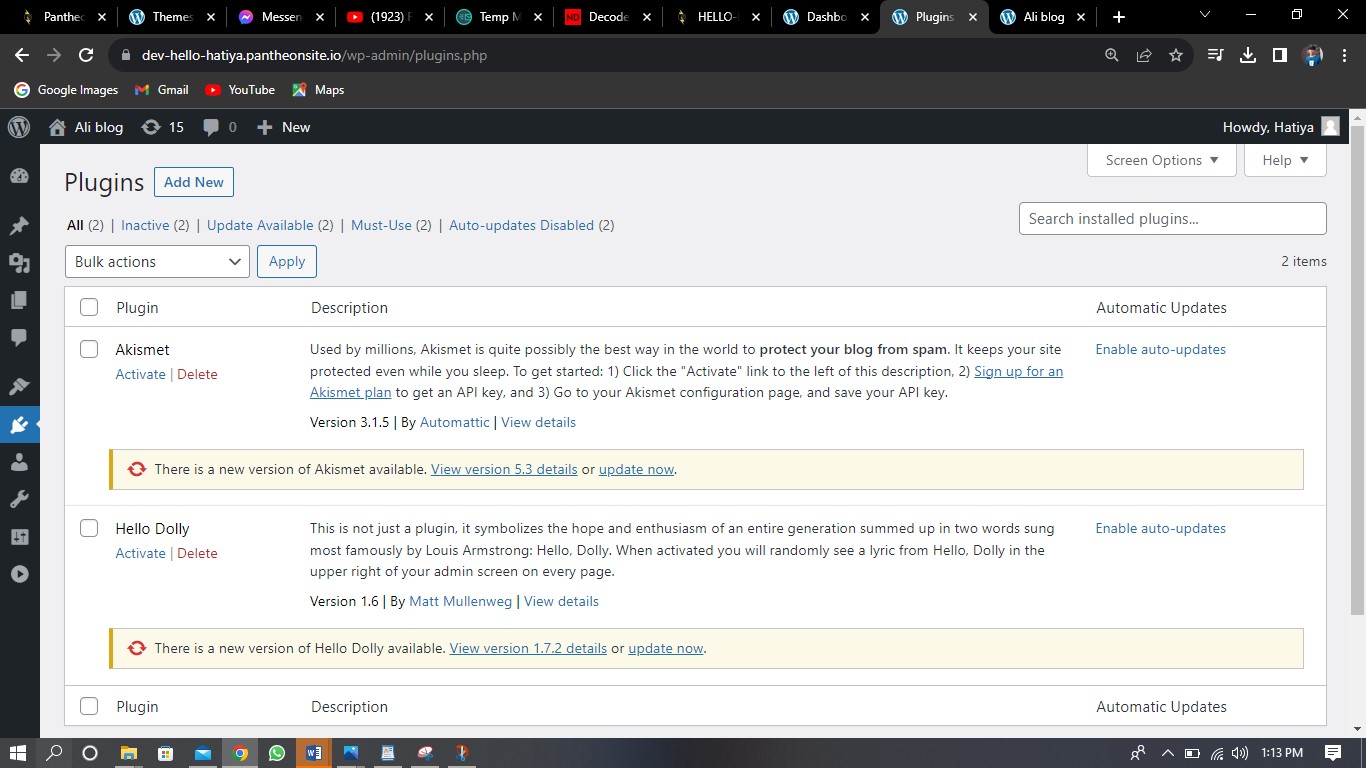 Panthec
Themes
Messen
(1923) F
Temp M
Decode
HELLO-
Dashbo
Plugins
Ali blog
dev-hello-hatiya.pantheonsite.io/wp-admin/plugins.php
Google Images
Gmail
YouTube
Maps
Ali blog
15
0
New
Howdy, Hatiya
Screen Options
Help
Plugins
Add New
All (2) | Inactive (2) | Update Available (2) | Must-Use (2) | Auto-updates Disabled (2)
Search installed plugins...
Bulk actions
Apply
2 items
Plugin
Description
Automatic Updates
Akismet
Activate | Delete
Used by millions, Akismet is quite possibly the best way in the world to protect your blog from spam. It keeps your site
protected even while you sleep. To get started: 1) Click the "Activate" link to the left of this description, 2) Sign up for an
Akismet plan to get an API key, and 3) Go to your Akismet configuration page, and save your API key.
Version 3.1.5 | By Automattic | View details
Enable auto-updates
There is a new version of Akismet available. View version 5.3 details or update now.
Hello Dolly
Activate | Delete
This is not just a plugin, it symbolizes the hope and enthusiasm of an entire generation summed up in two words sung
most famously by Louis Armstrong: Hello, Dolly. When activated you will randomly see a lyric from Hello, Dolly in the
upper right of your admin screen on every page.
Version 1.6 | By Matt Mullenweg | View details
Enable auto-updates
There is a new version of Hello Dolly available. View version 1.7.2 details or update now.
Plugin
Description
Automatic Updates
1:13 PM